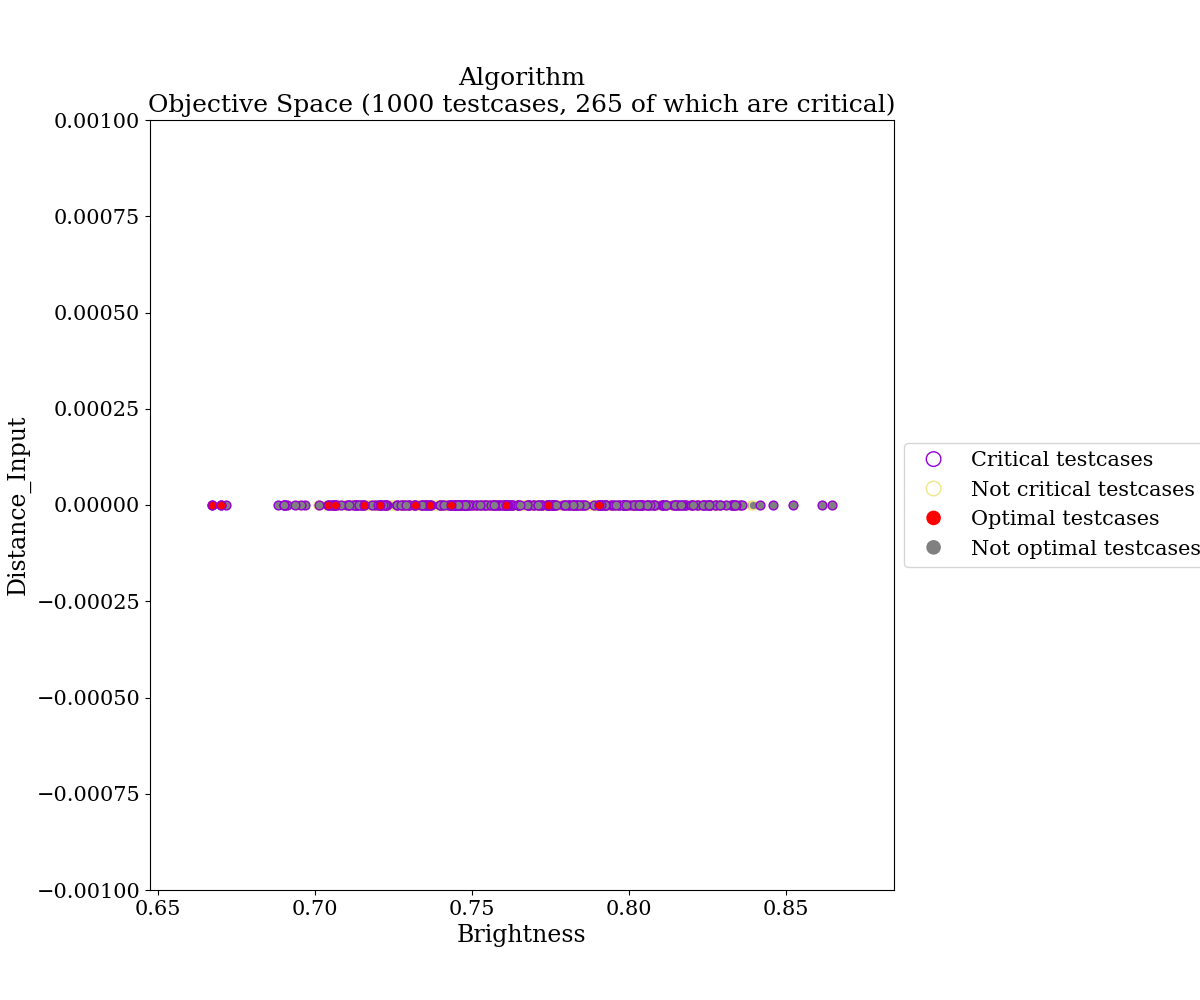 Algorithm
Objective Space (1000 testcases, 265 of which are critical)
0.00100
0.00075
0.00050
0.00025
0.00000
−0.00025
−0.00050
−0.00075
−0.00100
Distance_Input
0.65 0.70 0.75 0.80 0.85
Brightness
Critical testcases
Not critical testcases
Optimal testcases
Not optimal testcases